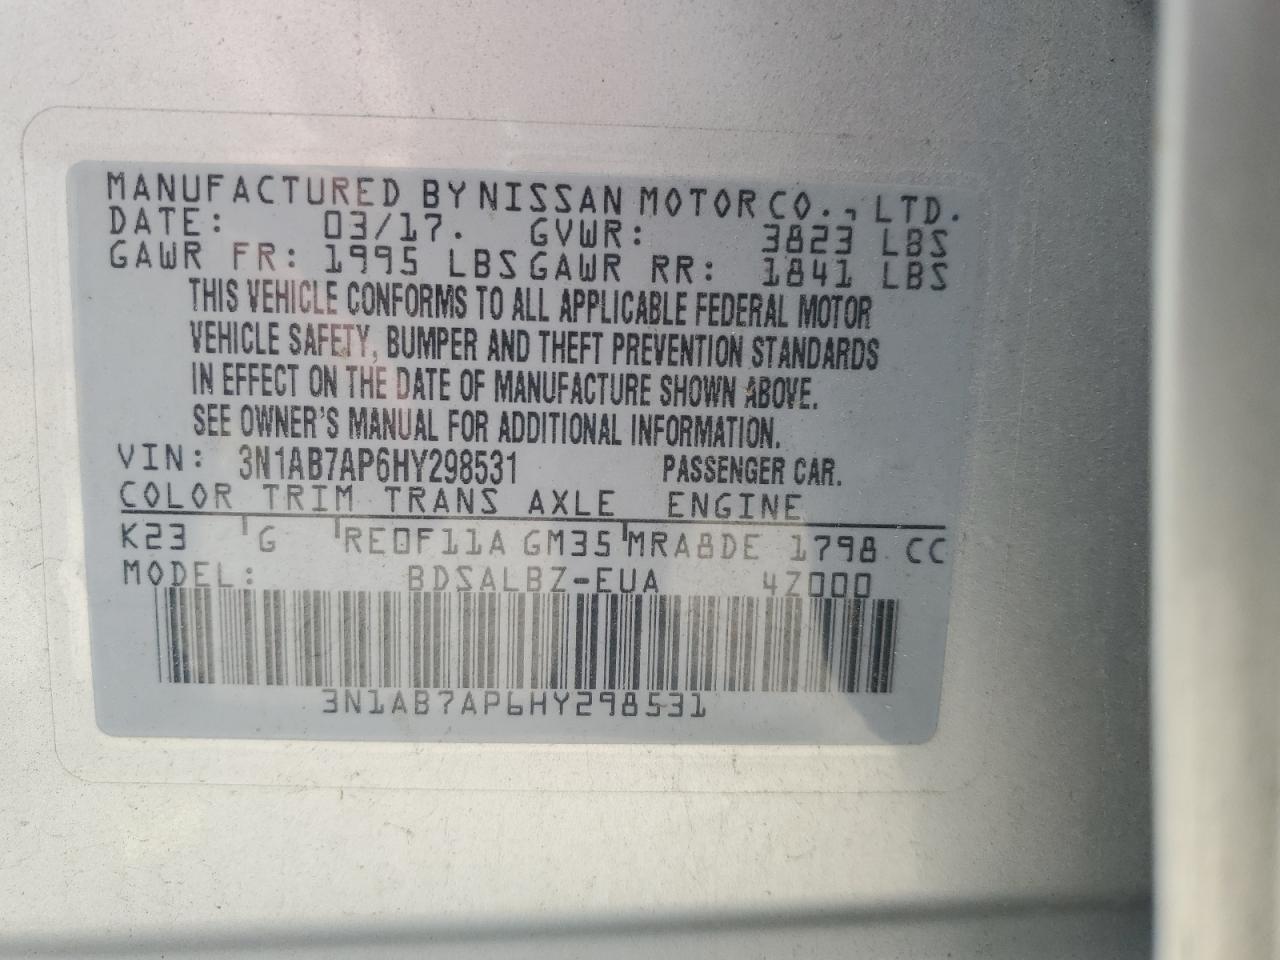 MANUFACTURED BY NISSAN MOTOR CO., LTD.
DATE: 03/17. GVWR: 3823 LBS
GAWR FR: 1995 LBS GAWR RR: 1841 LBS
THIS VEHICLE CONFORMS TO ALL APPLICABLE FEDERAL MOTOR
VEHICLE SAFETY, BUMPER AND THEFT PREVENTION STANDARDS
IN EFFECT ON THE DATE OF MANUFACTURE SHOWN ABOVE.
SEE OWNER'S MANUAL FOR ADDITIONAL INFORMATION.
VIN: 3N1AB7AP6HY298531 PASSENGER CAR.
COLOR TRIM TRANS AXLE ENGINE
K23 G RE0F11A GM35 MRA8DE 1798 CC
MODEL: BDSALBZ-EUA 4Z000
3N1AB7AP6HY298531